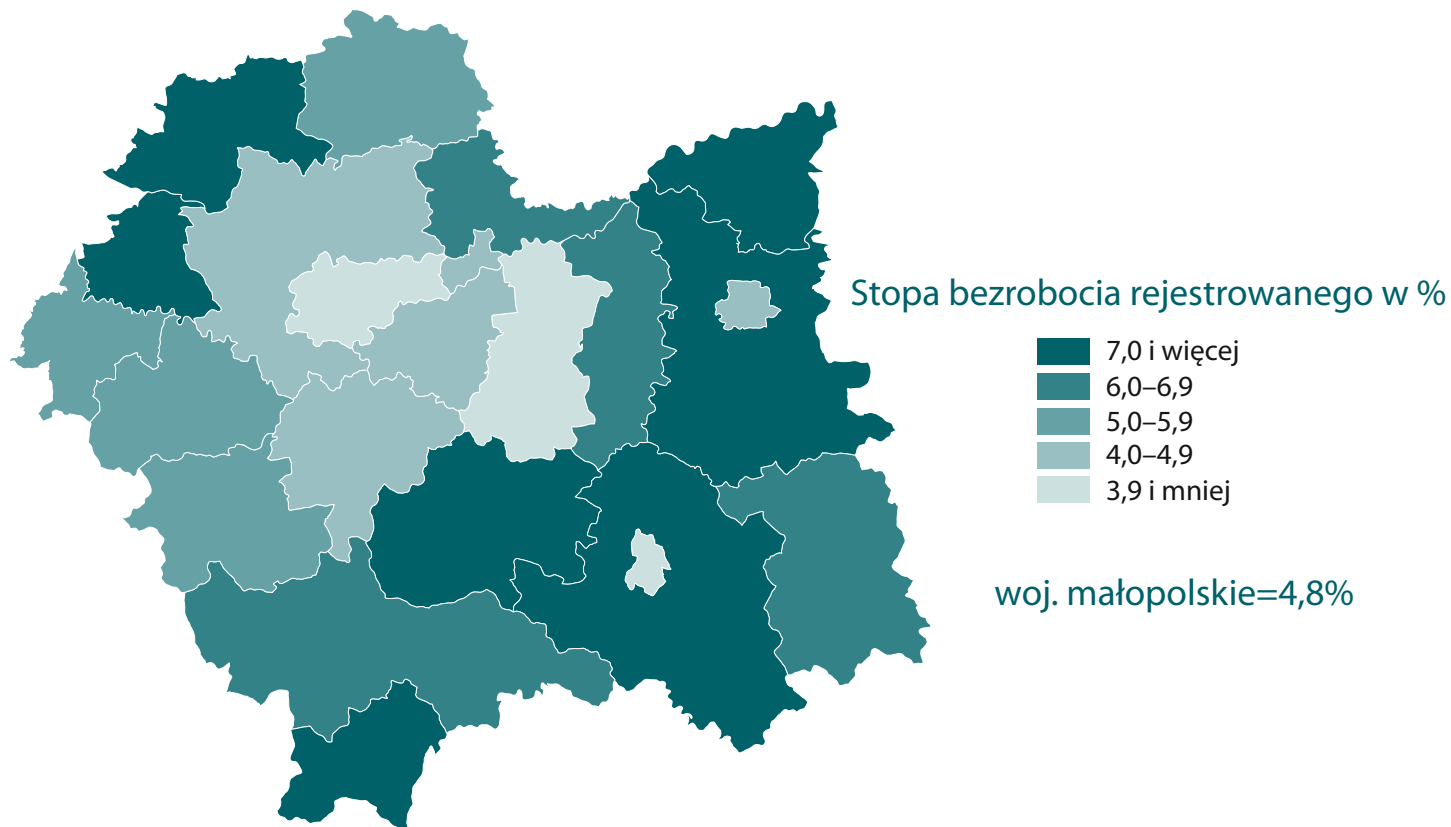 Stopa bezrobocia rejestrowanego w %
7,0 i więcej
6,0–6,9
5,0–5,9
4,0–4,9
3,9 i mniej
woj. małopolskie=4,8%